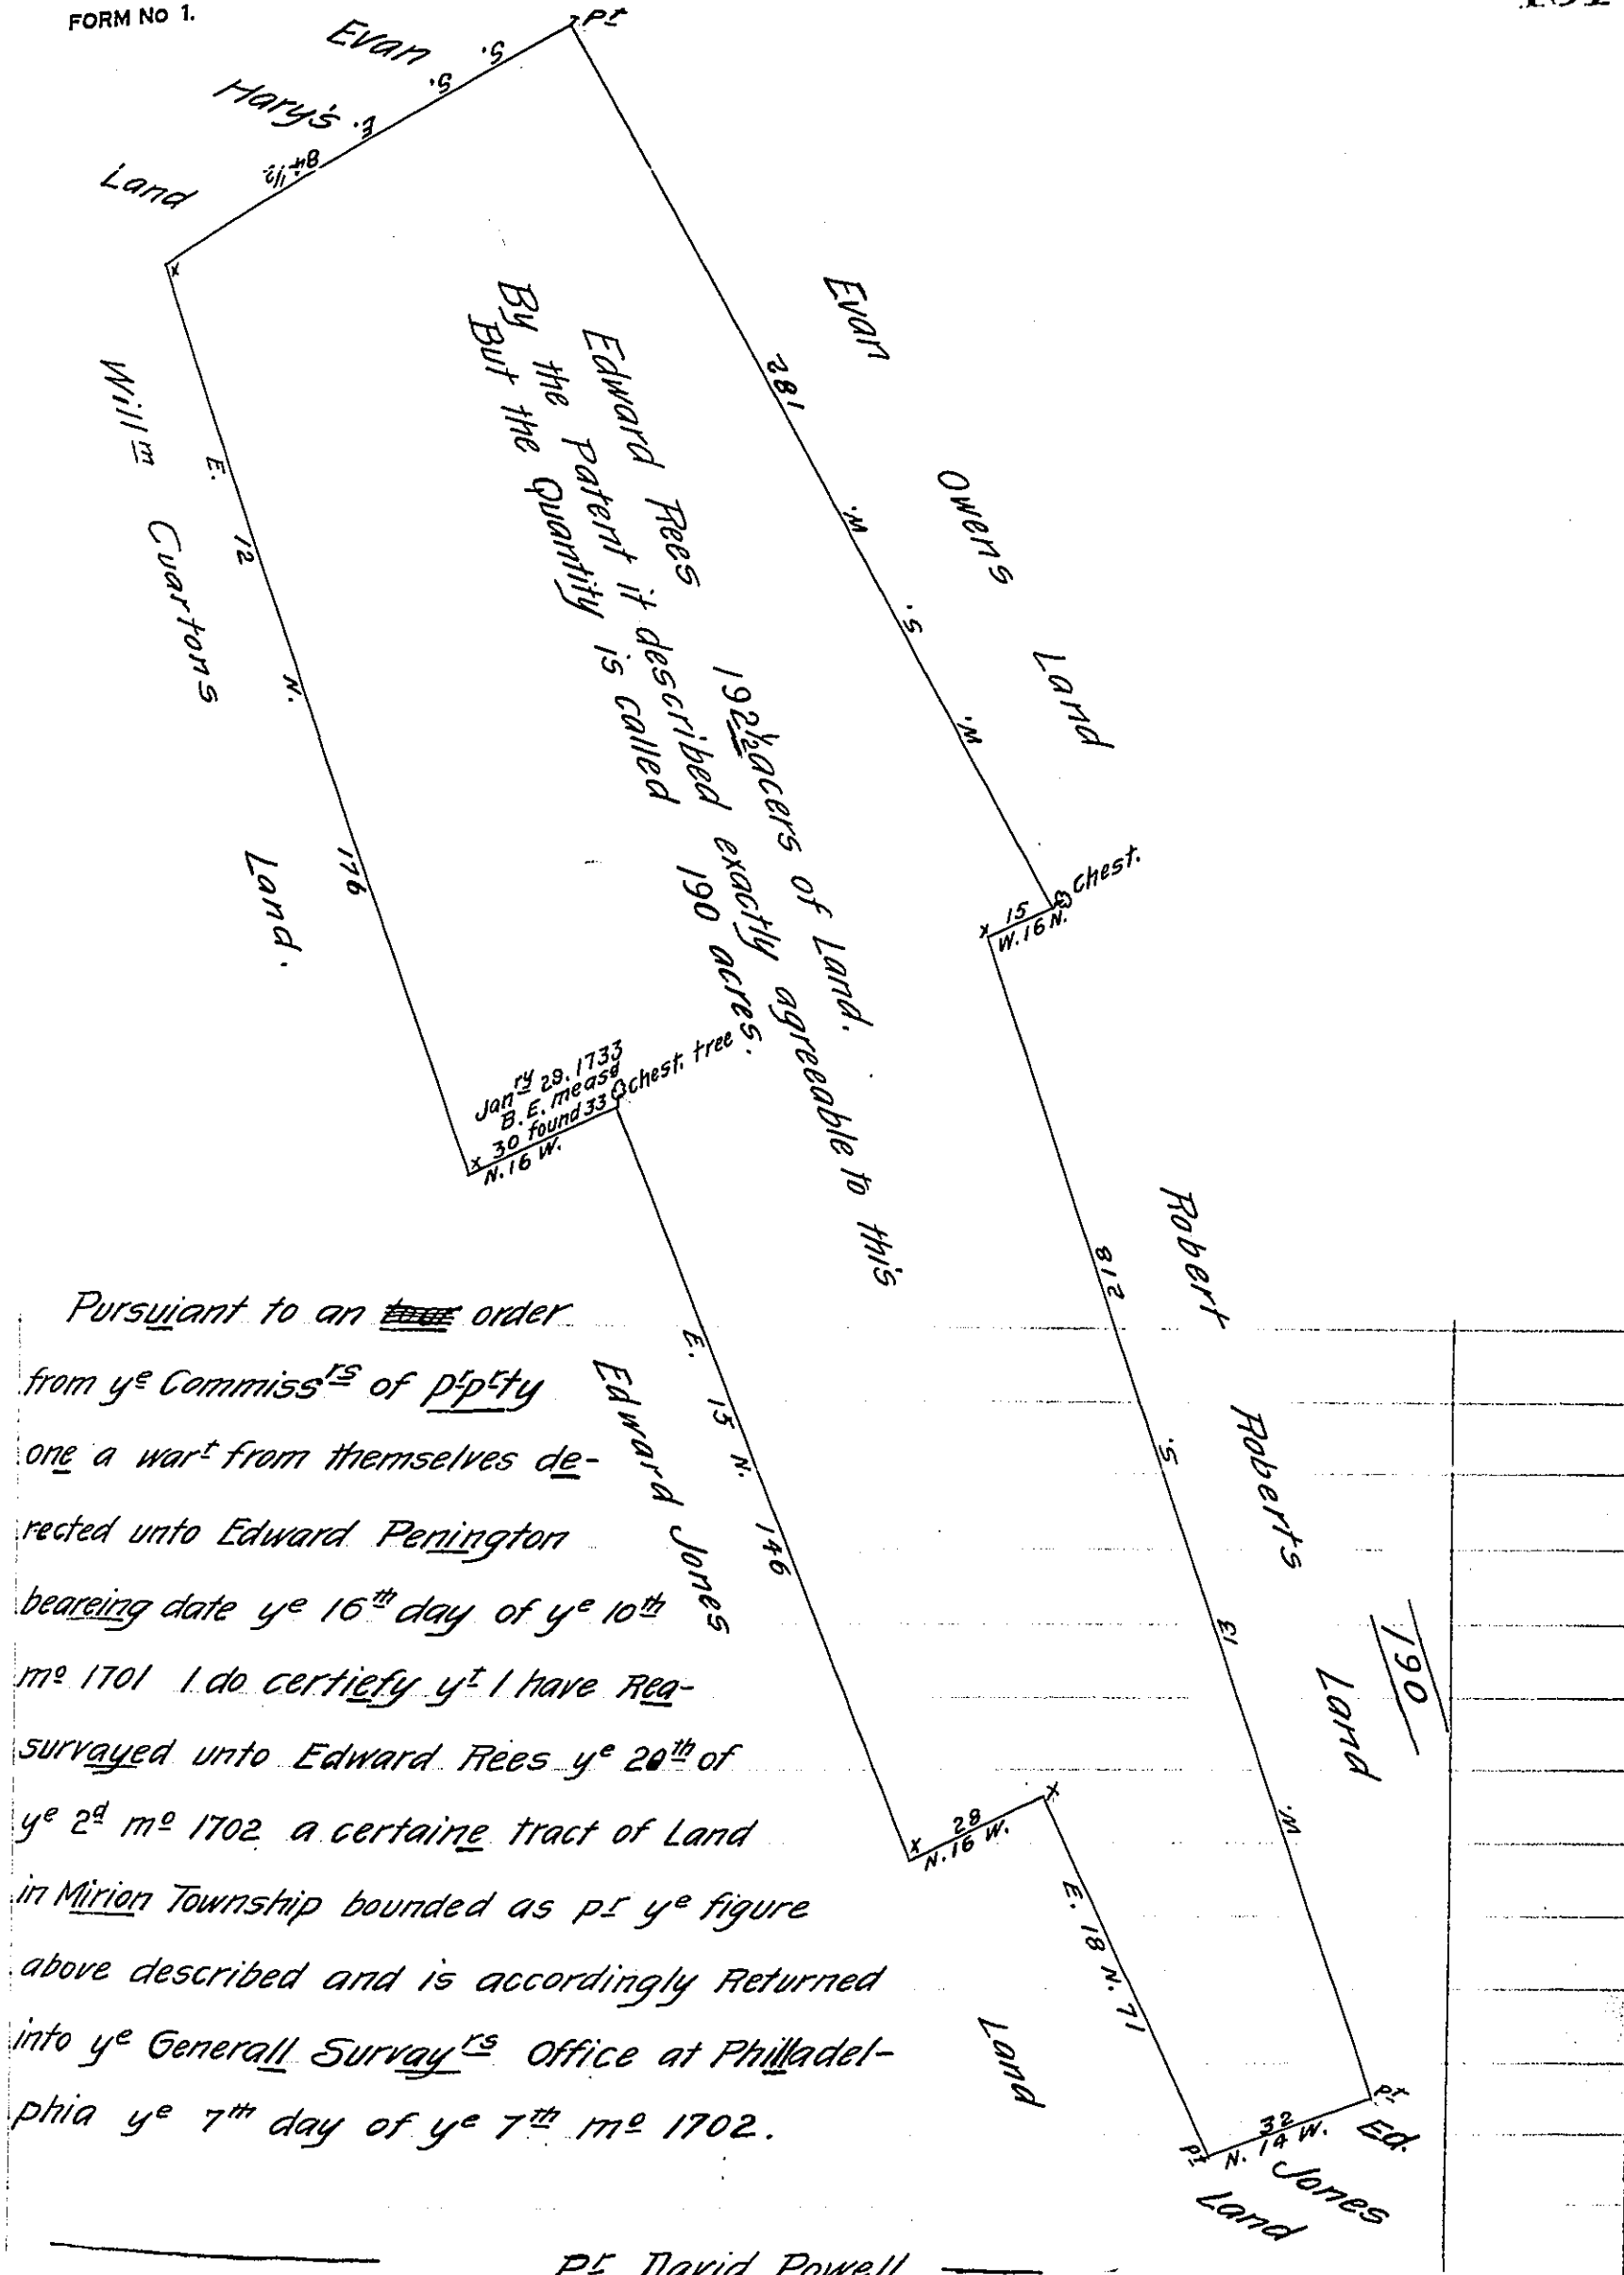 FORM No 1.
Pt
Evan
Hary's
Land
S.
S.
E.
84 1/2
Evan Owens Land
281
W.
S.
W.
chest.
15
W. 16 N.
x
x
Willm Cuartons Land.
E. 12 N. 176
Edward Rees 192 1/2 acers of Land.
By the Patent it described exactly agreeable to this
But the Quantity is called 190 acres.
Janry 29. 1733
B. E. measd
x 30 found 33 chest. tree
N. 16 W.
Robert Roberts Land
218
S.
13
W.
190
Edward Jones
Land
E. 15 N. 146
x
28
N. 16 W.
x
E. 18 N. 71
Pt
32
N. 14 W.
Pt
Ed.
Jones
Land
Pursuiant to an order
from ye Commissrs of prprty
one a wart from themselves de-
rected unto Edward Penington
beareing date ye 16th day of ye 10th
mo 1701 I do certiefy yt I have Rea-
survayed unto Edward Rees ye 20th of
ye 2d mo 1702 a certaine tract of Land
in Mirion Township bounded as pr ye figure
above described and is accordingly Returned
into ye Generall Survayrs Office at Philladel-
phia ye 7th day of ye 7th mo 1702.
Pr David Powell